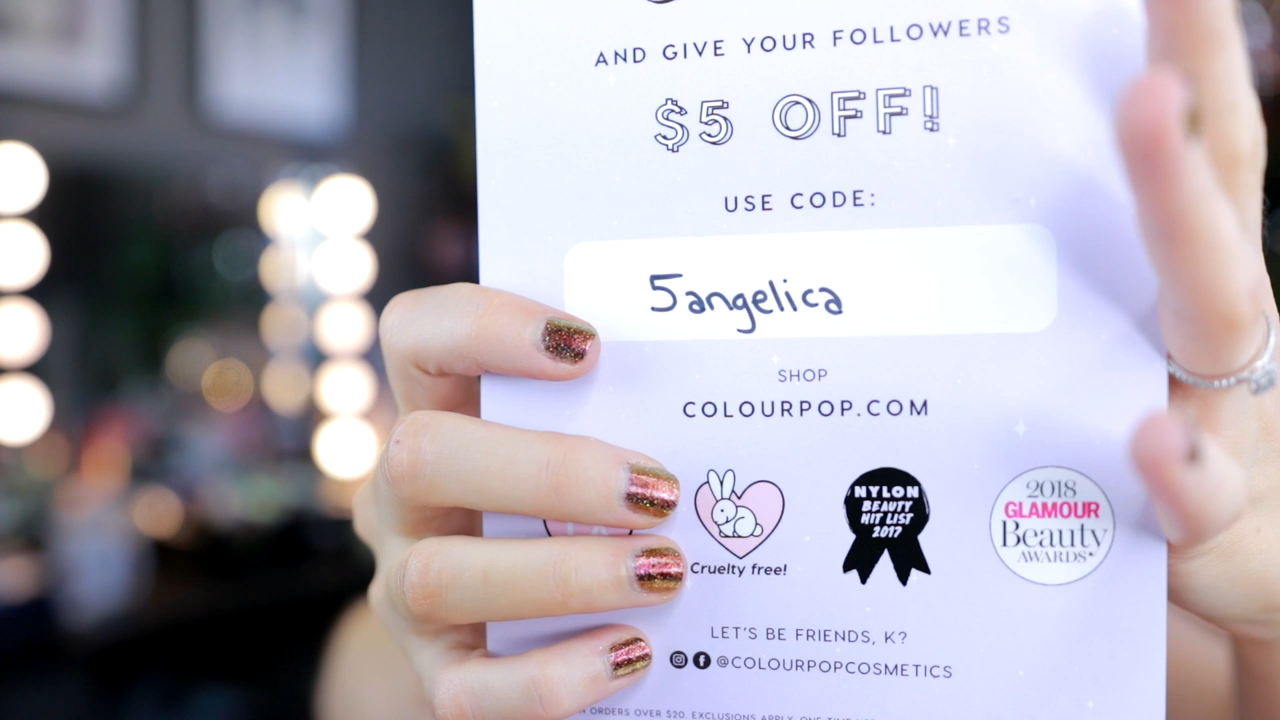 AND GIVE YOUR FOLLOWERS
$5 OFF!
USE CODE:
5angelica
SHOP
COLOURPOP.COM
Cruelty free!
NYLON
BEAUTY
HIT LIST
2017
2018
GLAMOUR
Beauty
AWARDS
LET'S BE FRIENDS, K?
@COLOURPOPCOSMETICS
ORDERS OVER $20. EXCLUSIONS APPLY.